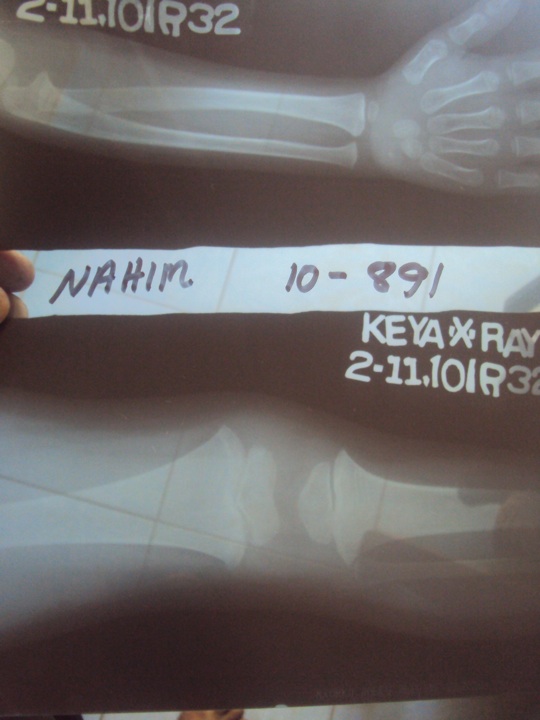 2-11.10/R32
NAHIM 10-891
KEYA X-RAY
2-11.10/R32